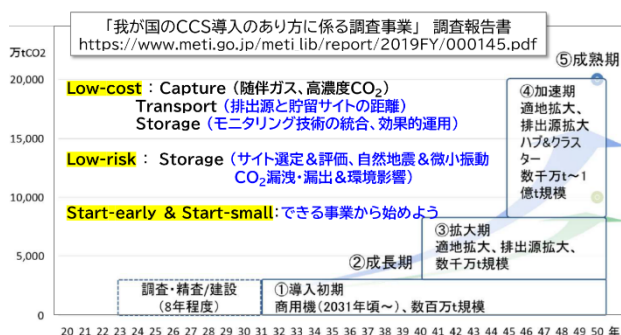 「我が国のCCS導入のあり方に係る調査事業」 調査報告書
https://www.meti.go.jp/meti_lib/report/2019FY/000145.pdf
万tCO2
⑤成熟期
20,000
15,000
10,000
5,000
0
Low-cost : Capture (随伴ガス、高濃度CO₂)
Transport (排出源と貯留サイトの距離)
Storage (モニタリング技術の統合、効果的運用)
Low-risk : Storage (サイト選定&評価、自然地震&微小振動
CO₂漏洩・漏出&環境影響)
Start-early & Start-small:できる事業から始めよう
④加速期
適地拡大、
排出源拡大
ハブ&クラス
ター
数千万t~1
億t規模
③拡大期
適地拡大、排出源拡大、
数千万t規模
②成長期
調査・精査/建設
(8年程度)
①導入初期
商用機(2031年頃~)、数百万t規模
20 21 22 23 24 25 26 27 28 29 30 31 32 33 34 35 36 37 38 39 40 41 42 43 44 45 46 47 48 49 50 年